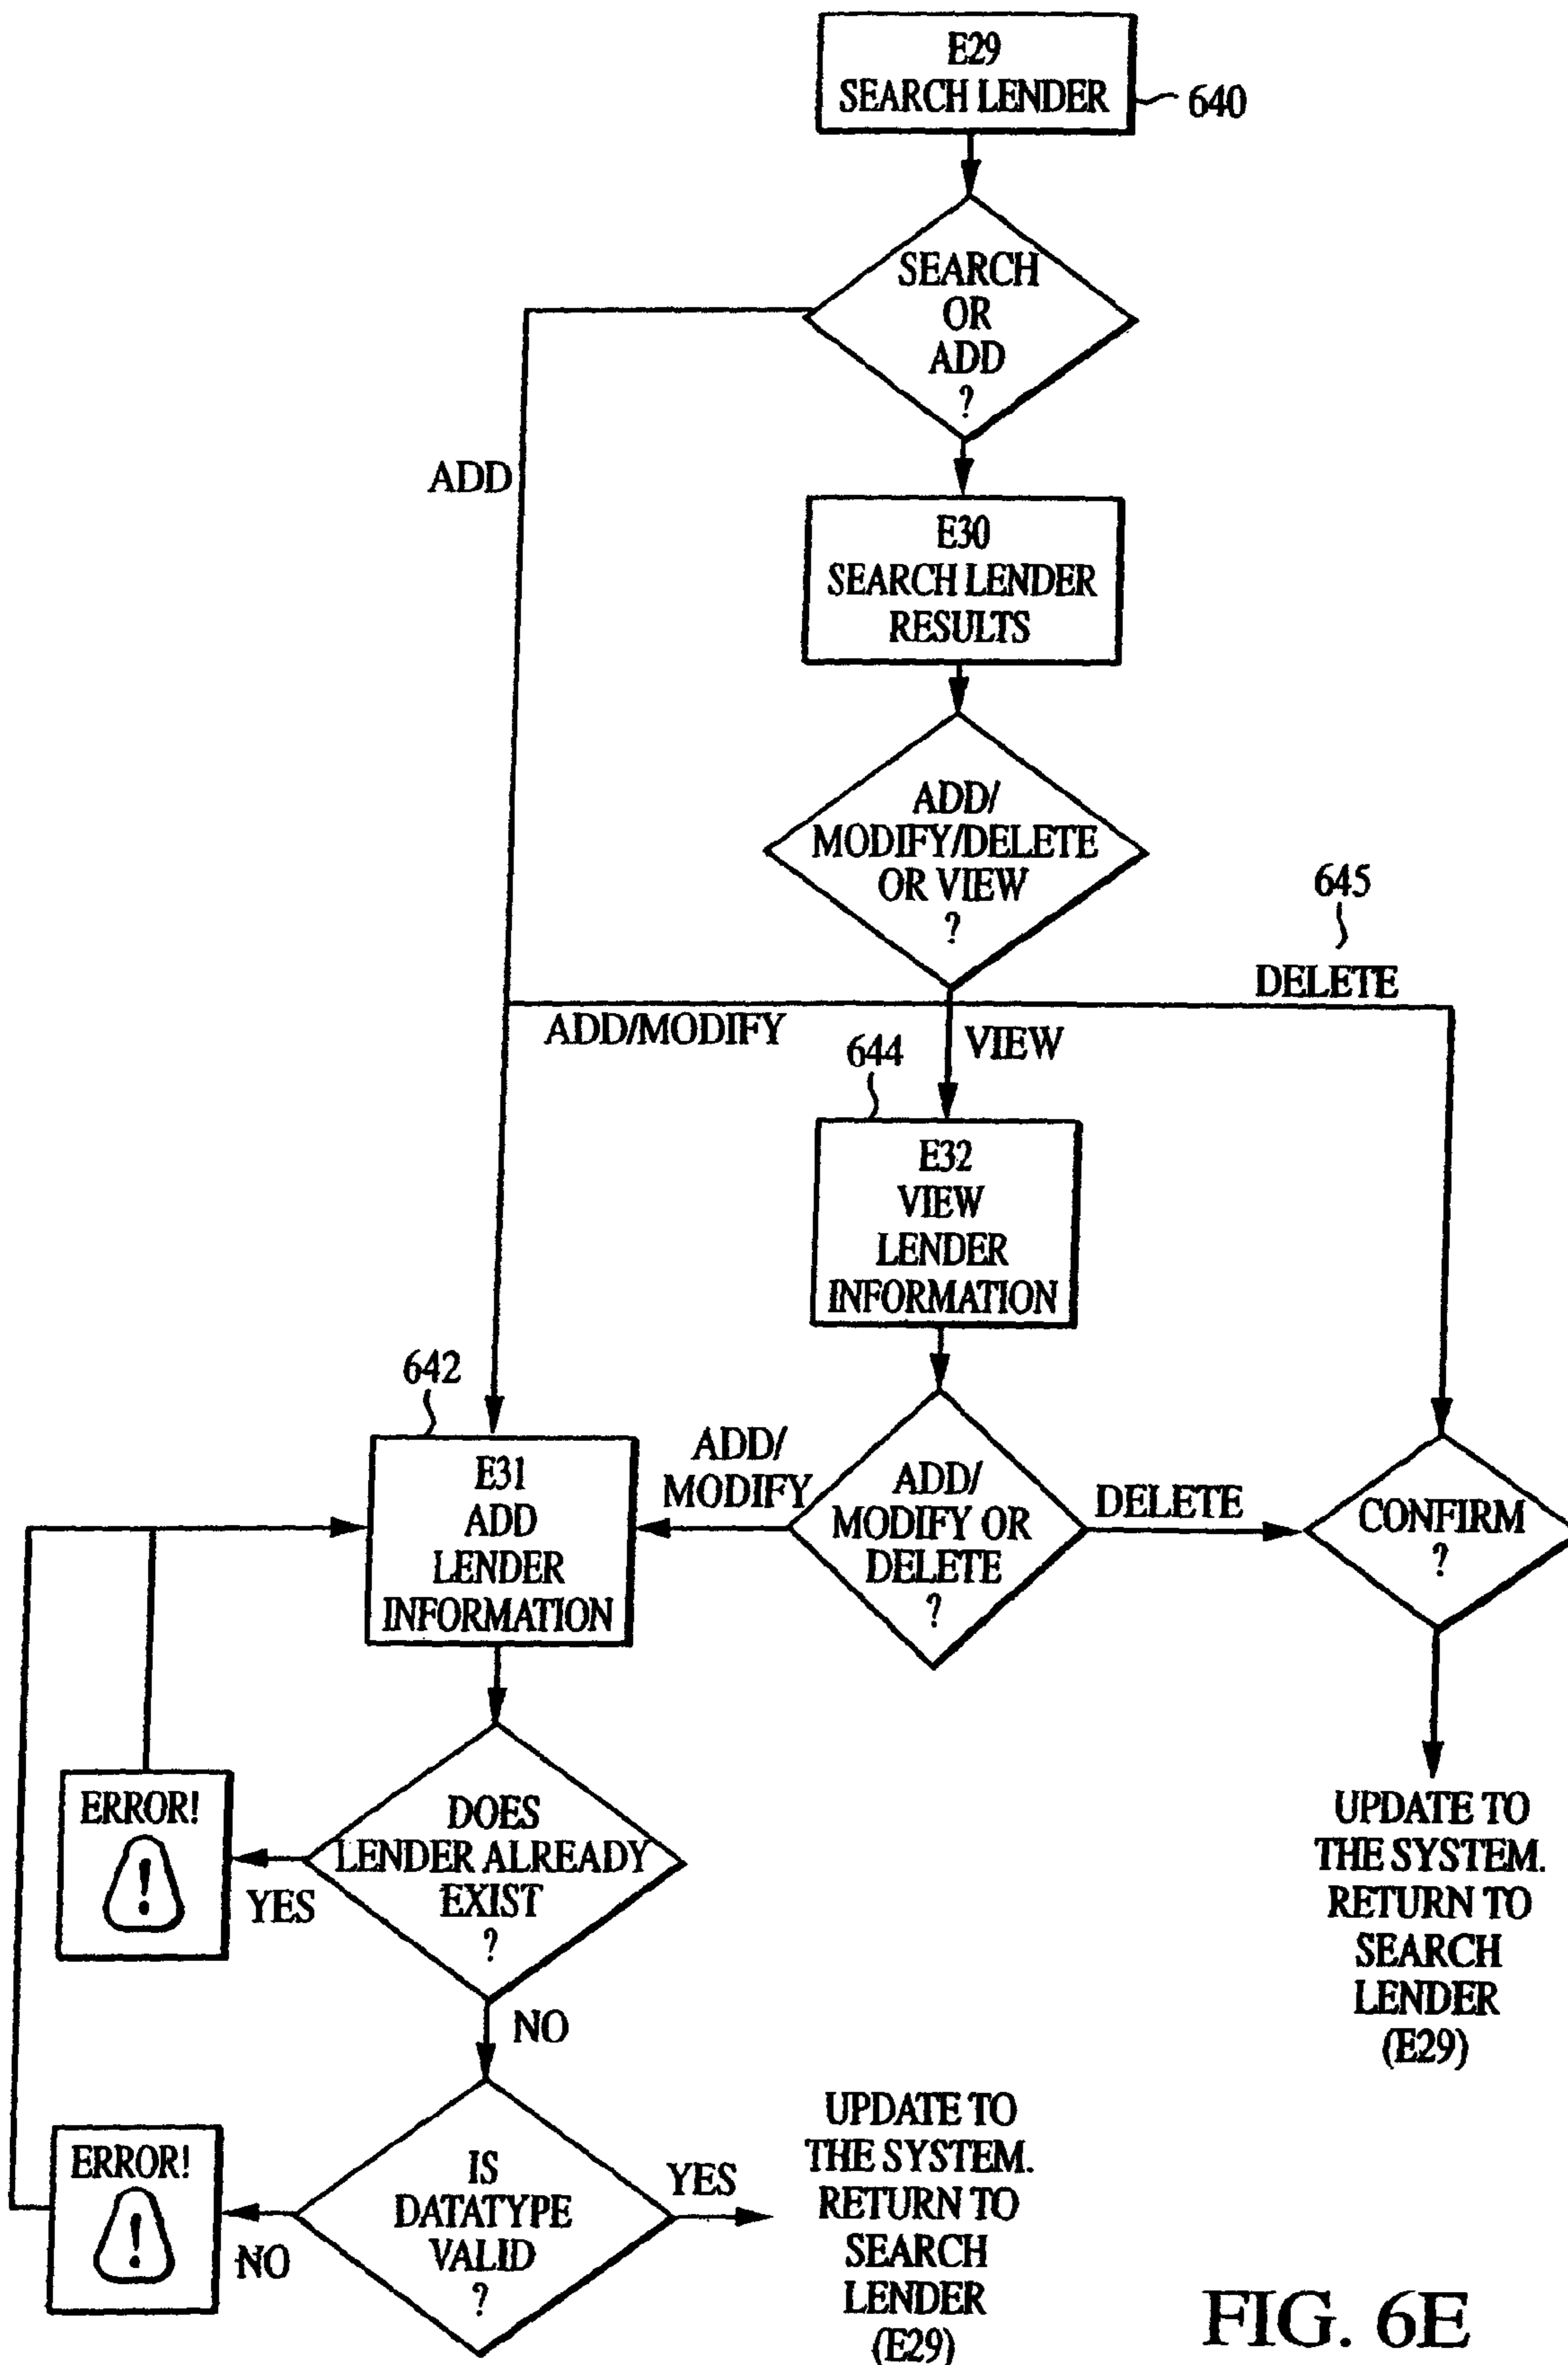 E29
SEARCH LENDER
640
SEARCH
OR
ADD
?
ADD
E30
SEARCH LENDER
RESULTS
ADD/
MODIFY/DELETE
OR VIEW
?
645
DELETE
ADD/MODIFY
VIEW
644
E32
VIEW
LENDER
INFORMATION
642
E31
ADD
LENDER
INFORMATION
ADD/
MODIFY
ADD/
MODIFY OR
DELETE
?
DELETE
CONFIRM
?
UPDATE TO
THE SYSTEM.
RETURN TO
SEARCH
LENDER
(E29)
ERROR!
!
YES
DOES
LENDER ALREADY
EXIST
?
NO
ERROR!
!
NO
IS
DATATYPE
VALID
?
YES
UPDATE TO
THE SYSTEM.
RETURN TO
SEARCH
LENDER
(E29)
FIG. 6E